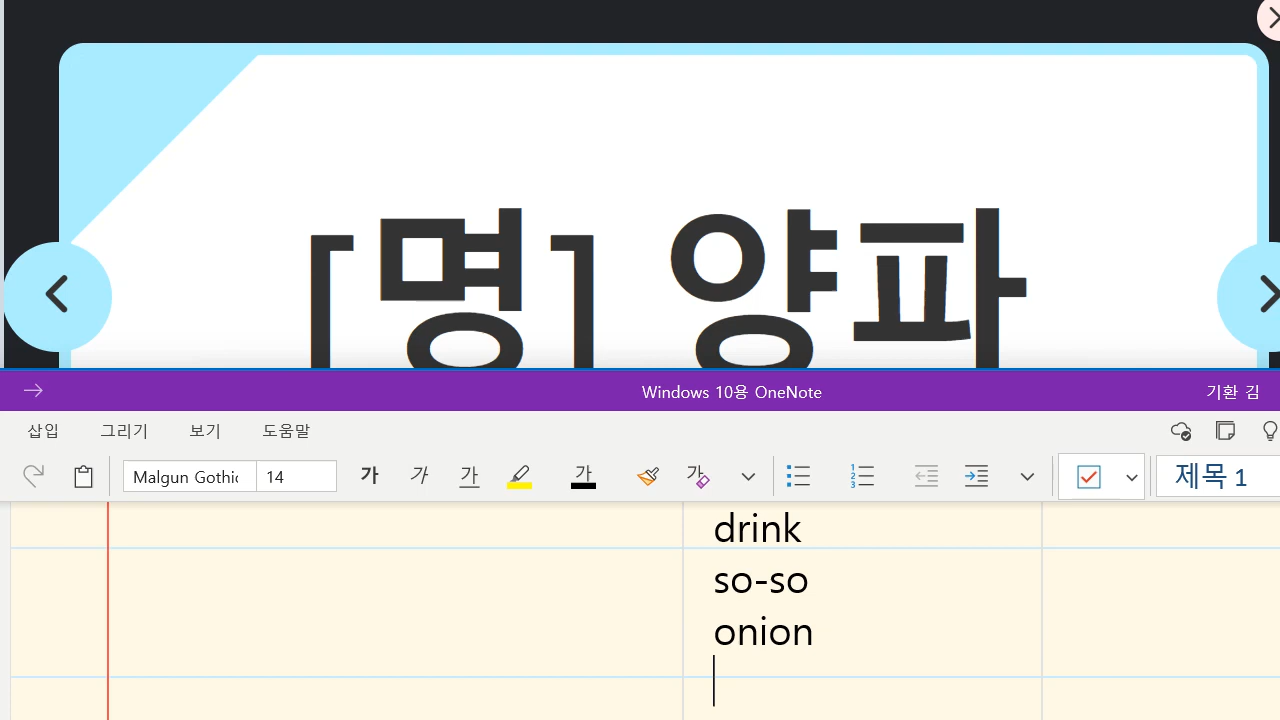 [명] 양파
Windows 10용 OneNote
기환 김
삽입
그리기
보기
도움말
Malgun Gothic
14
가
가
가
가
가
제목 1
drink
so-so
onion